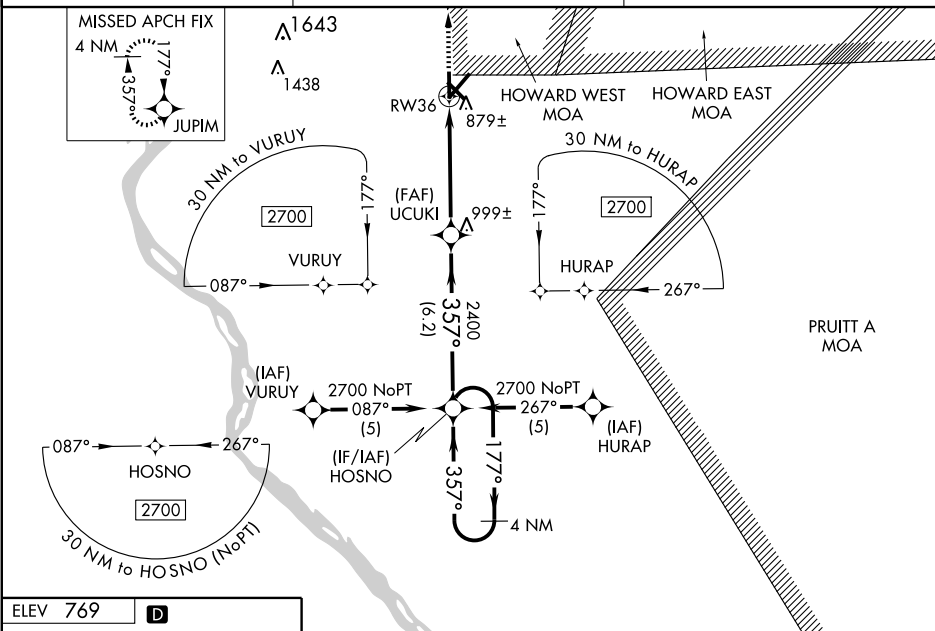 MISSED APCH FIX
4 NM
177°
357°
JUPIM
1643
1438
RW36
879±
HOWARD WEST
MOA
HOWARD EAST
MOA
30 NM to VURUY
2700
177°
VURUY
087°
(FAF)
UCUKI
999±
30 NM to HURAP
177°
2700
HURAP
267°
PRUITT A
MOA
2400
357°
(6.2)
(IAF)
VURUY
2700 NoPT
087°
(5)
2700 NoPT
267°
(5)
(IAF)
HURAP
(IF/IAF)
HOSNO
357°
177°
4 NM
087°
267°
HOSNO
2700
30 NM to HOSNO (NoPT)
ELEV 769
D